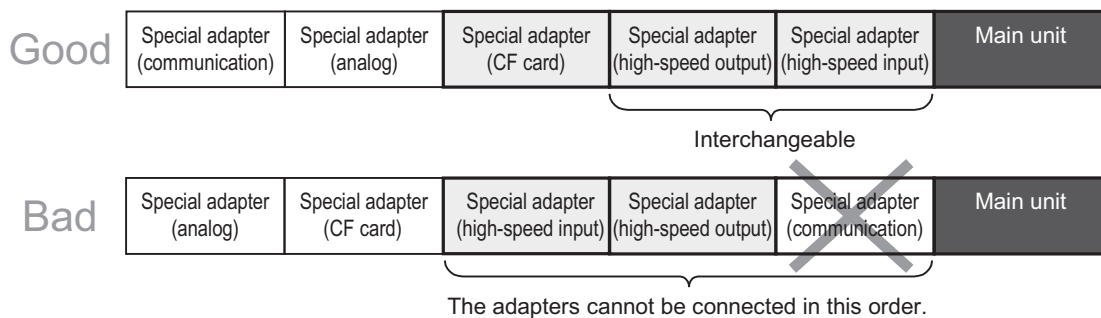 Good
Special adapter
(communication)
Special adapter
(analog)
Special adapter
(CF card)
Special adapter
(high-speed output)
Special adapter
(high-speed input)
Main unit
Interchangeable
Bad
Special adapter
(analog)
Special adapter
(CF card)
Special adapter
(high-speed input)
Special adapter
(high-speed output)
Special adapter
(communication)
Main unit
The adapters cannot be connected in this order.